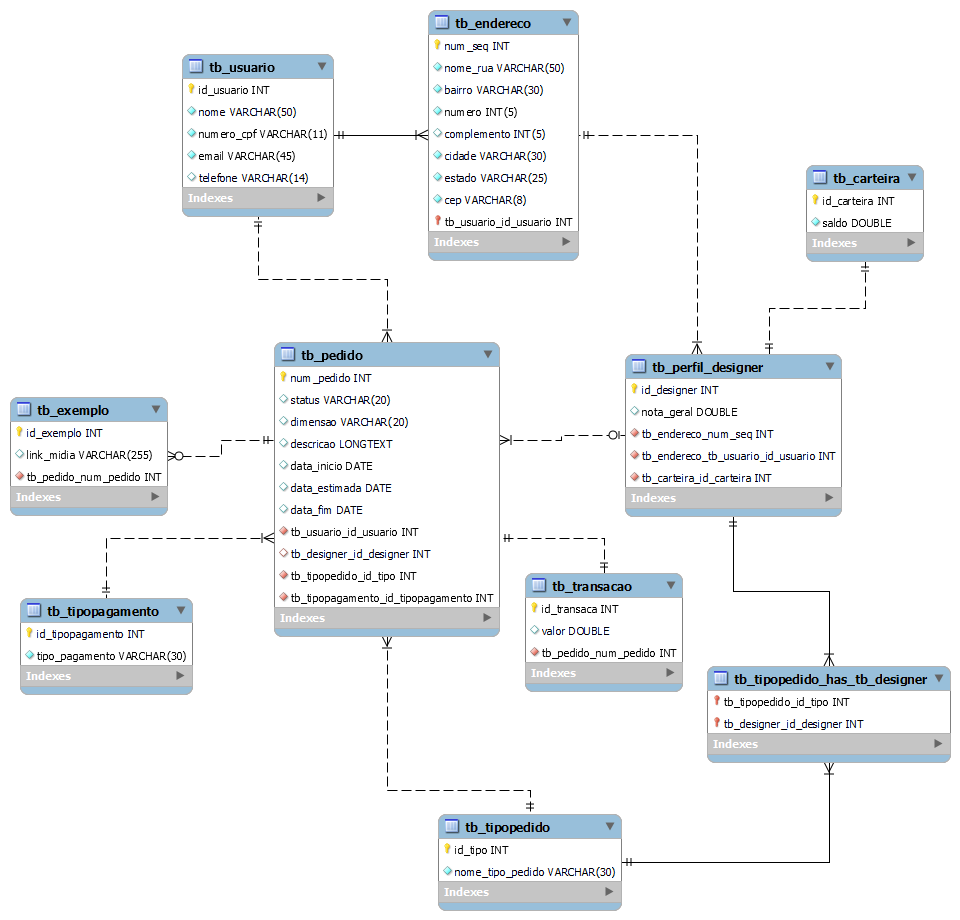 tb_endereco
num_seq INT
nome_rua VARCHAR(50)
bairro VARCHAR(30)
numero INT(5)
complemento INT(5)
cidade VARCHAR(30)
estado VARCHAR(25)
cep VARCHAR(8)
tb_usuario_id_usuario INT
Indexes
tb_usuario
id_usuario INT
nome VARCHAR(50)
numero_cpf VARCHAR(11)
email VARCHAR(45)
telefone VARCHAR(14)
Indexes
tb_carteira
id_carteira INT
saldo DOUBLE
Indexes
tb_pedido
num_pedido INT
status VARCHAR(20)
dimensao VARCHAR(20)
descricao LONGTEXT
data_inicio DATE
data_estimada DATE
data_fim DATE
tb_usuario_id_usuario INT
tb_designer_id_designer INT
tb_tipopedido_id_tipo INT
tb_tipopagamento_id_tipopagamento INT
Indexes
tb_perfil_designer
id_designer INT
nota_geral DOUBLE
tb_endereco_num_seq INT
tb_endereco_tb_usuario_id_usuario INT
tb_carteira_id_carteira INT
Indexes
tb_exemplo
id_exemplo INT
link_midia VARCHAR(255)
tb_pedido_num_pedido INT
Indexes
tb_transacao
id_transaca INT
valor DOUBLE
tb_pedido_num_pedido INT
Indexes
tb_tipopagamento
id_tipopagamento INT
tipo_pagamento VARCHAR(30)
Indexes
tb_tipopedido_has_tb_designer
tb_tipopedido_id_tipo INT
tb_designer_id_designer INT
Indexes
tb_tipopedido
id_tipo INT
nome_tipo_pedido VARCHAR(30)
Indexes